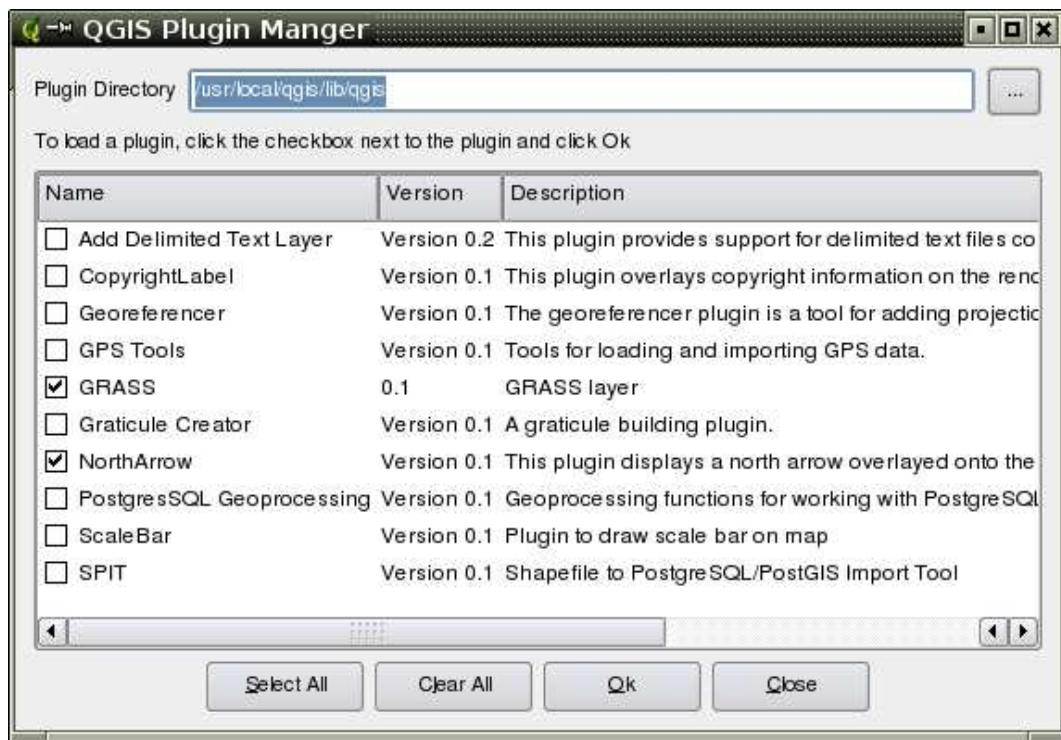 QGIS Plugin Manger
Plugin Directory /usr/local/qgis/lib/qgis ...
To load a plugin, click the checkbox next to the plugin and click Ok
Name Version Description
Add Delimited Text Layer Version 0.2 This plugin provides support for delimited text files co
CopyrightLabel Version 0.1 This plugin overlays copyright information on the renc
Georeferencer Version 0.1 The georeferencer plugin is a tool for adding projectic
GPS Tools Version 0.1 Tools for loading and importing GPS data.
GRASS 0.1 GRASS layer
Graticule Creator Version 0.1 A graticule building plugin.
NorthArrow Version 0.1 This plugin displays a north arrow overlayed onto the
PostgresSQL Geoprocessing Version 0.1 Geoprocessing functions for working with PostgreSQL
ScaleBar Version 0.1 Plugin to draw scale bar on map
SPIT Version 0.1 Shapefile to PostgreSQL/PostGIS Import Tool
Select All Clear All Ok Close